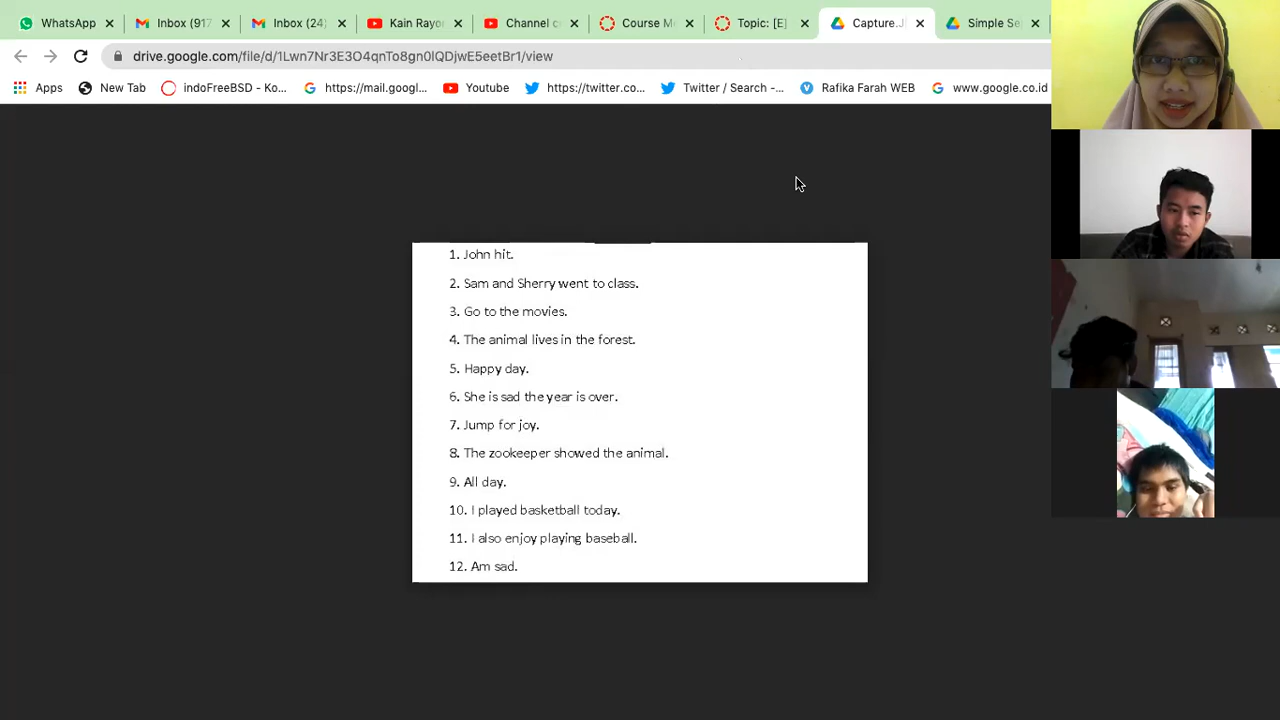 WhatsApp
Inbox (917
Inbox (24)
Kain Rayo
Channel c
Course M
Topic: [E]
Capture.J
Simple Se
drive.google.com/file/d/1Lwn7Nr3E3O4qnTo8gn0lQDjwE5eetBr1/view
Apps
New Tab
indoFreeBSD - Ko...
https://mail.googl...
Youtube
https://twitter.co...
Twitter / Search -...
Rafika Farah WEB
www.google.co.id
1. John hit.
2. Sam and Sherry went to class.
3. Go to the movies.
4. The animal lives in the forest.
5. Happy day.
6. She is sad the year is over.
7. Jump for joy.
8. The zookeeper showed the animal.
9. All day.
10. I played basketball today.
11. I also enjoy playing baseball.
12. Am sad.